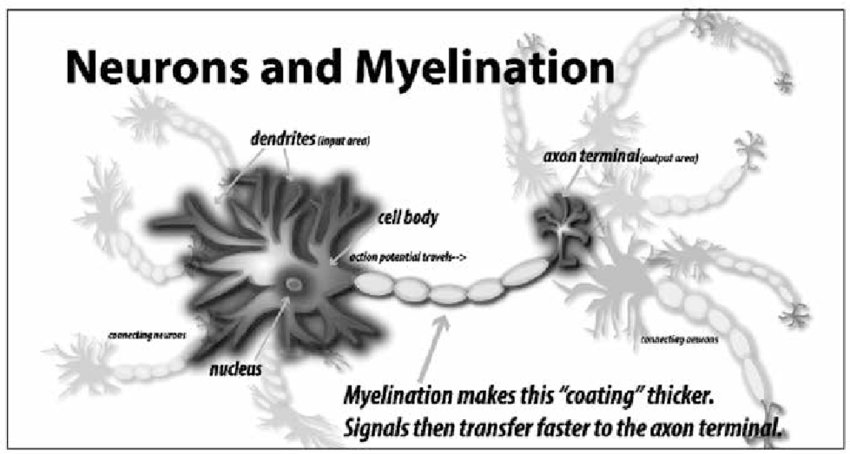 Neurons and Myelination
dendrites (input area)
axon terminal(output area)
cell body
action potential travels-->
connecting neurons
connecting neurons
nucleus
Myelination makes this “coating” thicker.
Signals then transfer faster to the axon terminal.